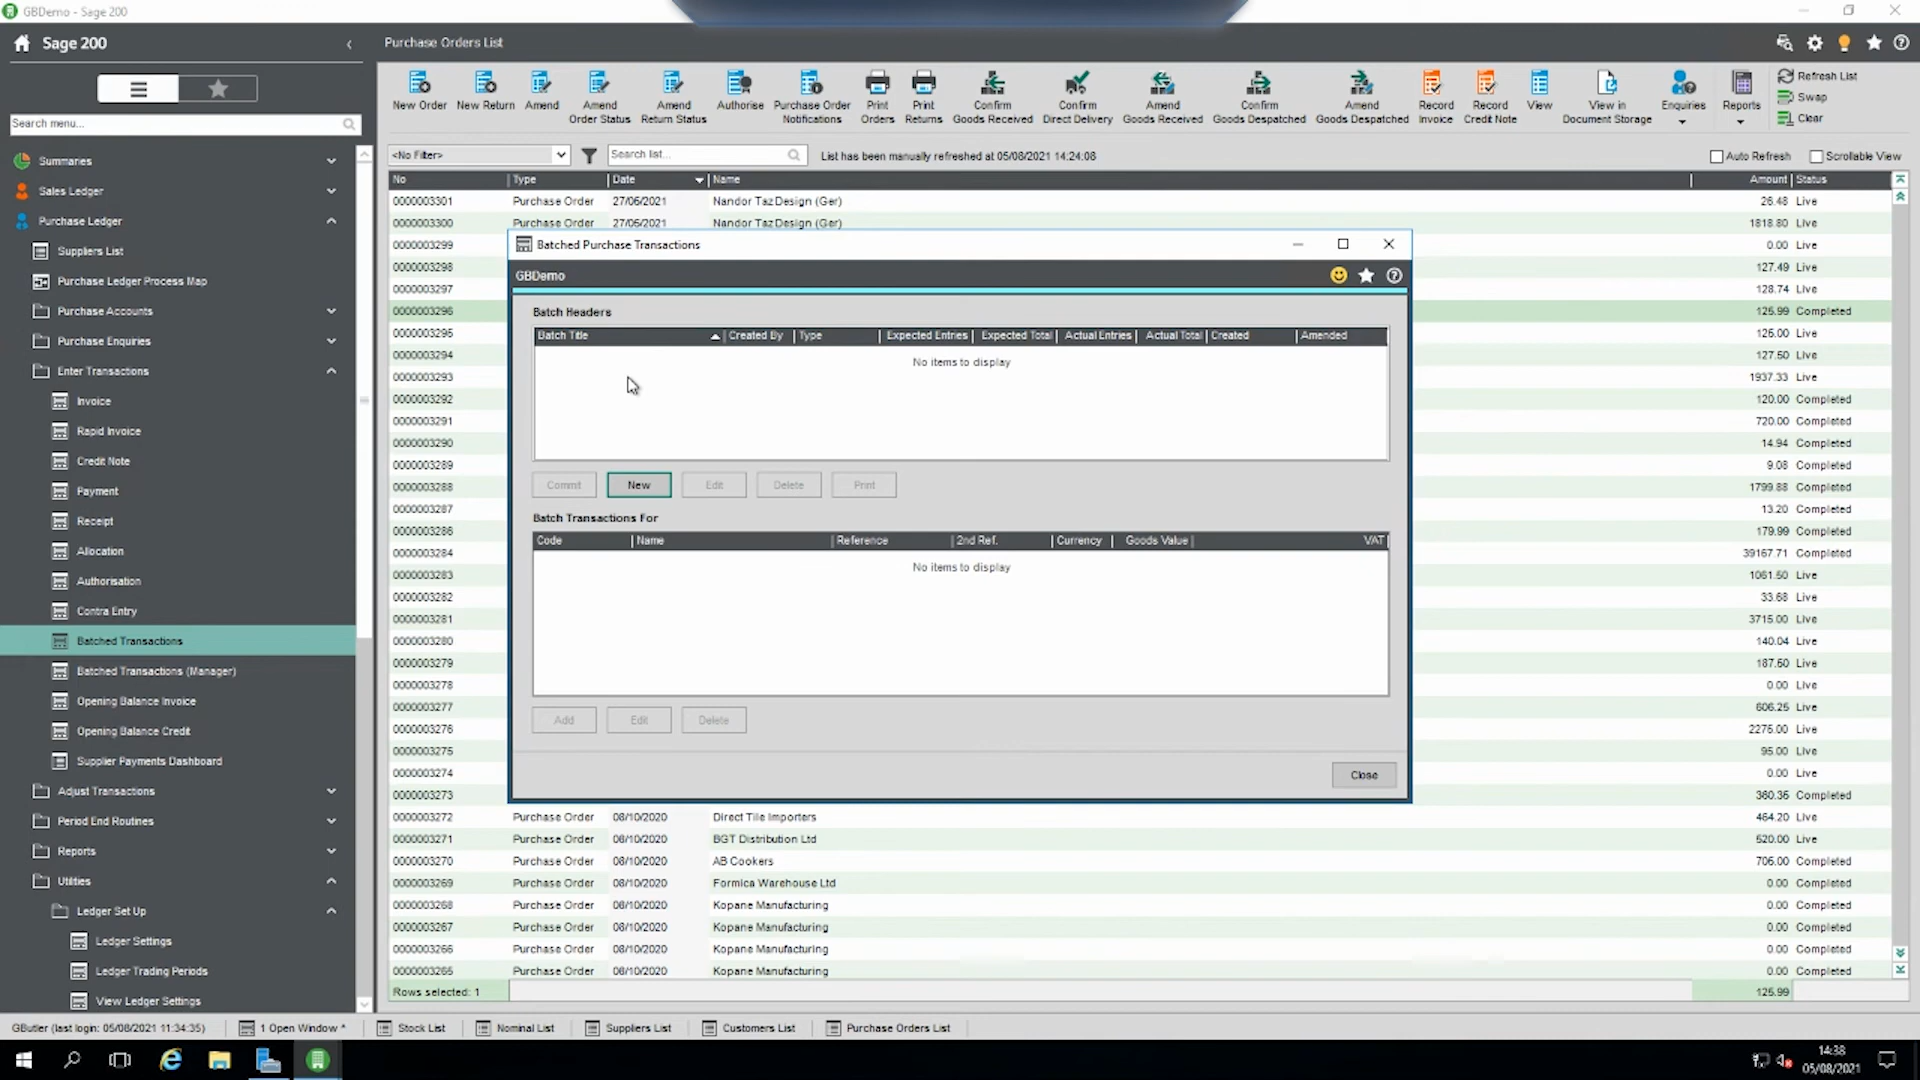 GBDemo - Sage 200
Sage 200
Search menu...
Summaries
Sales Ledger
Purchase Ledger
Suppliers List
Purchase Ledger Process Map
Purchase Accounts
Purchase Enquiries
Enter Transactions
Invoice
Rapid Invoice
Credit Note
Payment
Receipt
Allocation
Authorisation
Contra Entry
Batched Transactions
Batched Transactions (Manager)
Opening Balance Invoice
Opening Balance Credit
Supplier Payments Dashboard
Adjust Transactions
Period End Routines
Reports
Utilities
Ledger Set Up
Ledger Settings
Ledger Trading Periods
View Ledger Settings
Purchase Orders List
New Order
New Return
Amend
Amend Order Status
Amend Return Status
Authorise
Purchase Order Notifications
Print Orders
Print Returns
Confirm Goods Received
Confirm Direct Delivery
Amend Goods Received
Confirm Goods Despatched
Amend Goods Despatched
Record Invoice
Record Credit Note
View
View in Document Storage
Enquiries
Reports
Refresh List
Swap
Clear
<No Filter>
Search list...
List has been manually refreshed at 05/08/2021 14:24:08
Auto Refresh
Scrollable View
No Type Date Name Amount Status
0000003301 Purchase Order 27/05/2021 Nandor Taz Design (Ger) 26.48 Live
0000003300 Purchase Order 27/05/2021 Nandor Taz Design (Ger) 1818.80 Live
0000003299 0.00 Live
0000003298 127.49 Live
0000003297 128.74 Live
0000003296 125.99 Completed
0000003295 125.00 Live
0000003294 127.50 Live
0000003293 1937.33 Live
0000003292 120.00 Completed
0000003291 720.00 Completed
0000003290 14.94 Completed
0000003289 9.08 Completed
0000003288 1799.88 Completed
0000003287 13.20 Completed
0000003286 179.99 Completed
0000003284 39167.71 Completed
0000003283 1061.50 Live
0000003282 33.68 Live
0000003281 3715.00 Live
0000003280 140.04 Live
0000003279 187.50 Live
0000003278 0.00 Live
0000003277 606.25 Live
0000003276 2275.00 Live
0000003275 95.00 Live
0000003274 0.00 Live
0000003273 360.35 Completed
0000003272 Purchase Order 08/10/2020 Direct Tile Importers 464.20 Live
0000003271 Purchase Order 08/10/2020 BGT Distribution Ltd 520.00 Live
0000003270 Purchase Order 08/10/2020 AB Cookers 705.00 Completed
0000003269 Purchase Order 08/10/2020 Formica Warehouse Ltd 0.00 Completed
0000003268 Purchase Order 08/10/2020 Kopane Manufacturing 0.00 Completed
0000003267 Purchase Order 08/10/2020 Kopane Manufacturing 0.00 Completed
0000003266 Purchase Order 08/10/2020 Kopane Manufacturing 0.00 Completed
0000003265 Purchase Order 08/10/2020 Kopane Manufacturing 0.00 Completed
Rows selected: 1 125.99
Batched Purchase Transactions
GBDemo
Batch Headers
Batch Title Created By Type Expected Entries Expected Total Actual Entries Actual Total Created Amended
No items to display
Commit New Edit Delete Print
Batch Transactions For
Code Name Reference 2nd Ref. Currency Goods Value VAT
No items to display
Add Edit Delete
Close
GButler (last login: 05/08/2021 11:34:35)
1 Open Window
Stock List
Nominal List
Suppliers List
Customers List
Purchase Orders List
14:38
05/08/2021